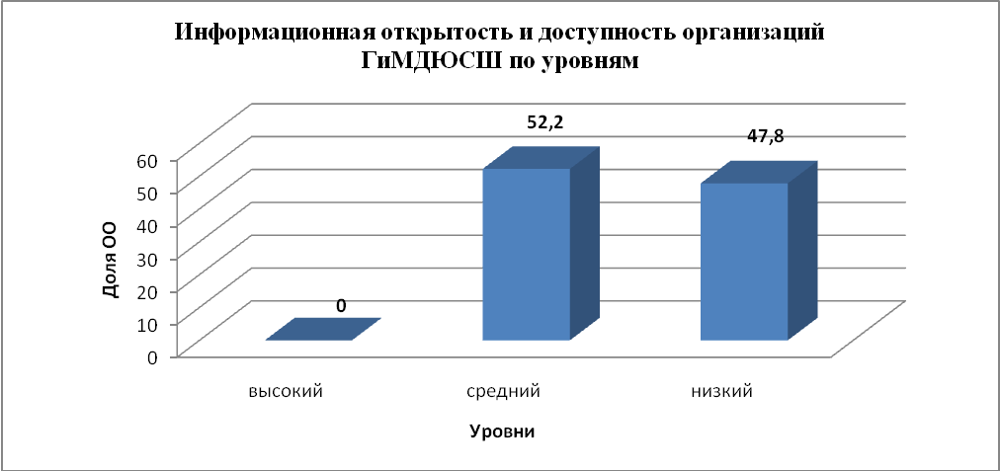 Информационная открытость и доступность организаций
ГиМДЮСШ по уровням
Доля ОО
60
50
40
30
20
10
0
0
52,2
47,8
высокий
средний
низкий
Уровни